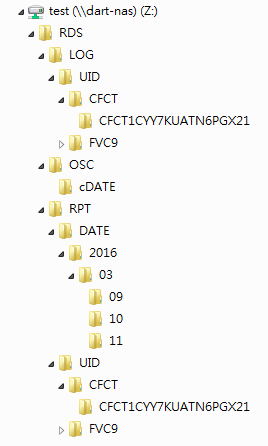 test (\\dart-nas) (Z:)
RDS
LOG
UID
CFCT
CFCT1CYY7KUATN6PGX21
FVC9
OSC
cDATE
RPT
DATE
2016
03
09
10
11
UID
CFCT
CFCT1CYY7KUATN6PGX21
FVC9